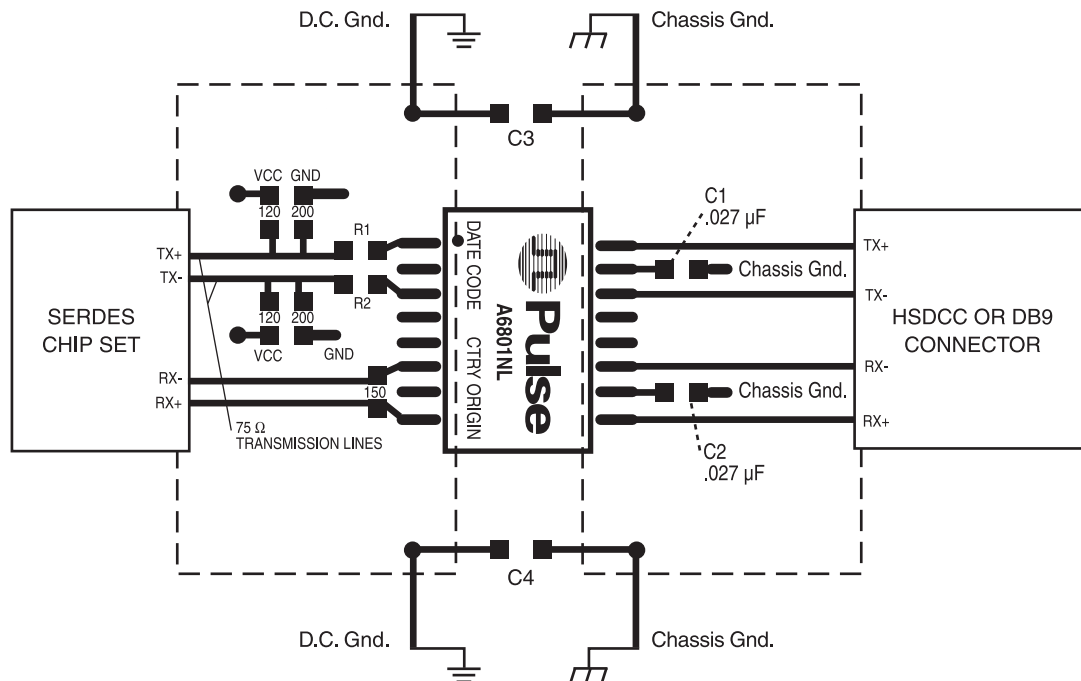 D.C. Gnd.
Chassis Gnd.
C3
VCC GND
120 200
R1
TX+
TX-
R2
120 200
VCC
GND
SERDES
CHIP SET
RX-
150
RX+
75 Ω
TRANSMISSION LINES
DATE CODE
CTRY ORIGIN
A6801NL
Pulse
C1
.027 µF
TX+
Chassis Gnd.
TX-
HSDCC OR DB9
CONNECTOR
RX-
Chassis Gnd.
RX+
C2
.027 µF
C4
D.C. Gnd.
Chassis Gnd.